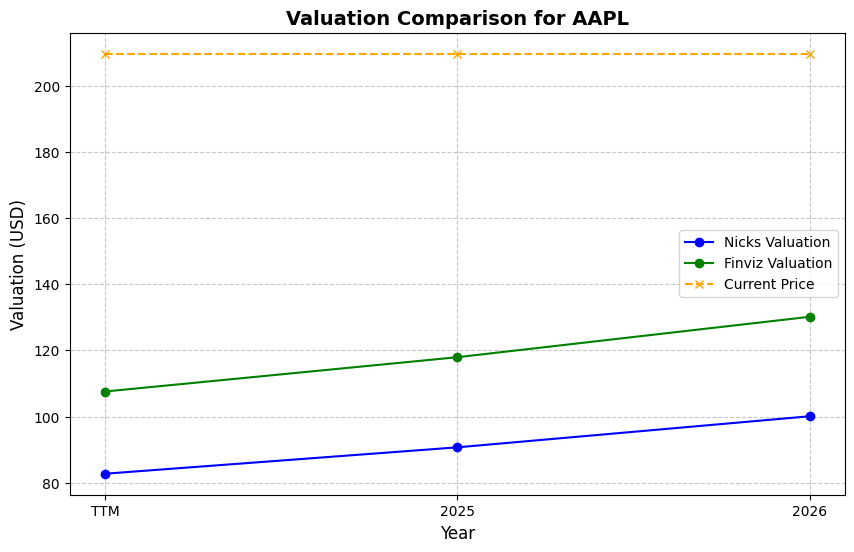 Valuation Comparison for AAPL
Valuation (USD)
200
180
160
140
120
100
80
Nicks Valuation
Finviz Valuation
Current Price
TTM 2025 2026
Year